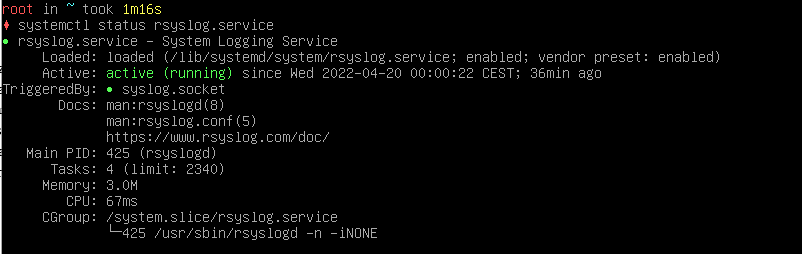 root in ~ took 1m16s
♦ systemctl status rsyslog.service
● rsyslog.service - System Logging Service
     Loaded: loaded (/lib/systemd/system/rsyslog.service; enabled; vendor preset: enabled)
     Active: active (running) since Wed 2022-04-20 00:00:22 CEST; 36min ago
TriggeredBy: ● syslog.socket
       Docs: man:rsyslogd(8)
             man:rsyslog.conf(5)
             https://www.rsyslog.com/doc/
   Main PID: 425 (rsyslogd)
      Tasks: 4 (limit: 2340)
     Memory: 3.0M
        CPU: 67ms
     CGroup: /system.slice/rsyslog.service
             └─425 /usr/sbin/rsyslogd -n -iNONE